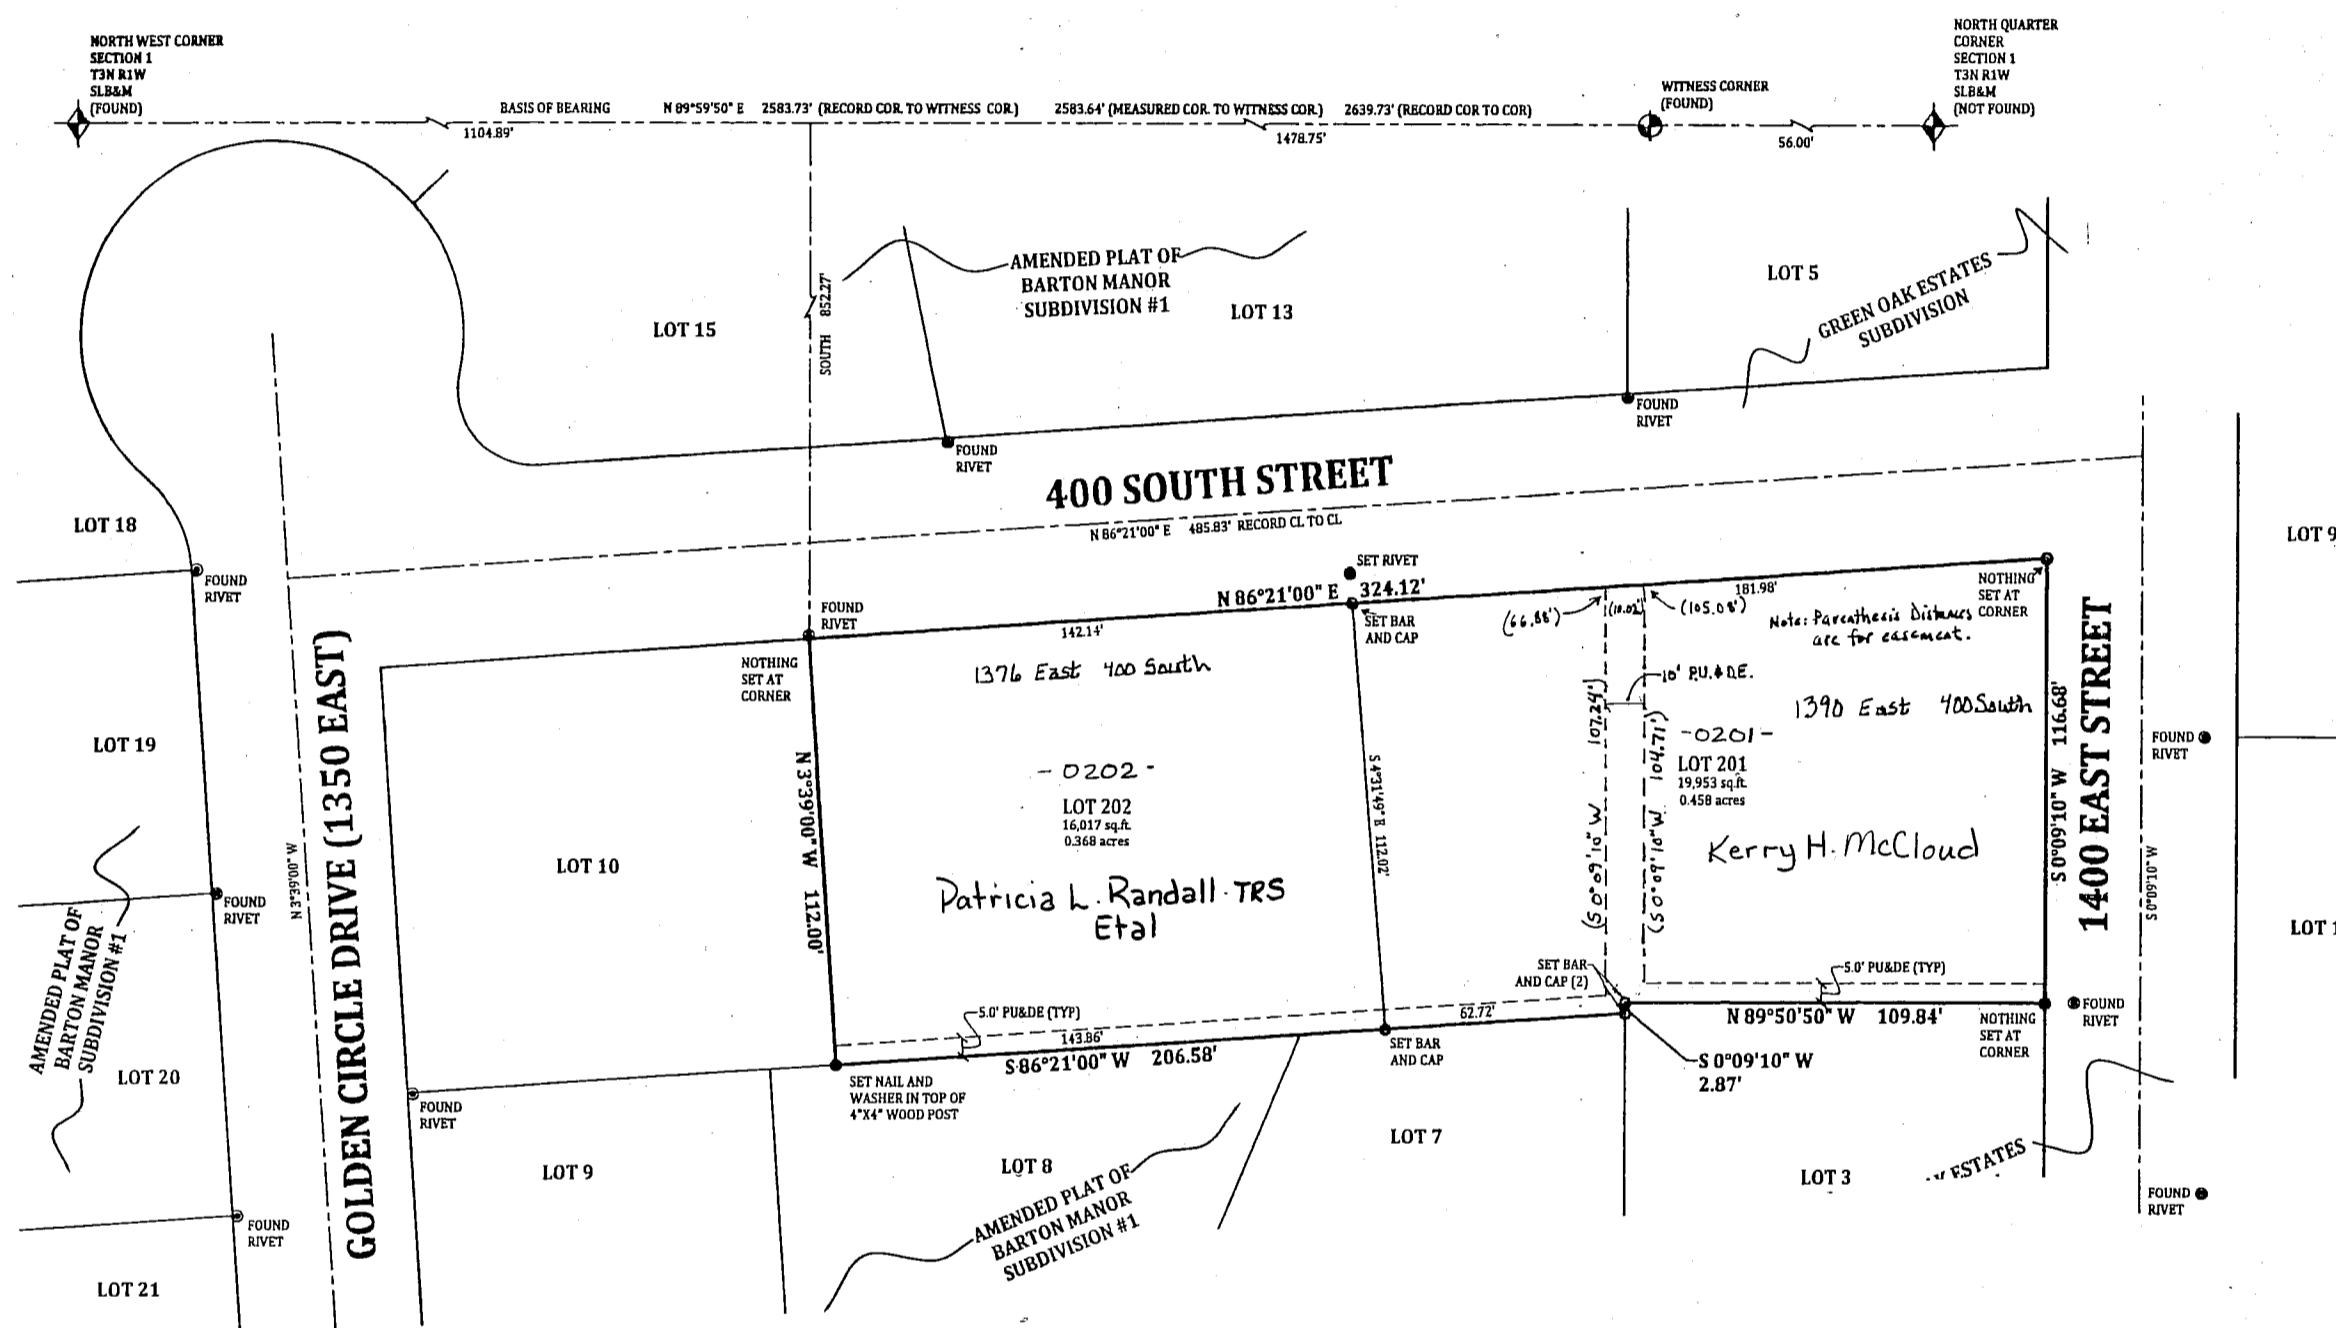 NORTH WEST CORNER
SECTION 1
T3N R1W
SLB&M
(FOUND)
NORTH QUARTER
CORNER
SECTION 1
T3N R1W
SLB&M
(NOT FOUND)
WITNESS CORNER
(FOUND)
BASIS OF BEARING N 89°59'50" E 2583.73' (RECORD COR. TO WITNESS COR.) 2583.64' (MEASURED COR. TO WITNESS COR.) 2639.73' (RECORD COR TO COR)
1104.89'
1478.75'
56.00'
SOUTH 852.27'
AMENDED PLAT OF
BARTON MANOR
SUBDIVISION #1
LOT 15
LOT 13
LOT 5
GREEN OAK ESTATES
SUBDIVISION
FOUND
RIVET
FOUND
RIVET
400 SOUTH STREET
N 86°21'00" E 485.83' RECORD CL TO CL
LOT 18
LOT 9
FOUND
RIVET
SET RIVET
FOUND
RIVET
N 86°21'00" E 324.12'
142.14'
181.98'
SET BAR
AND CAP
(66.88')
(10.02')
(105.08')
NOTHING
SET AT
CORNER
Note: Parenthesis Distances
are for easement.
NOTHING
SET AT
CORNER
1376 East 400 South
10' P.U.&D.E.
1390 East 400 South
-0202-
LOT 202
16,017 sq.ft.
0.368 acres
Patricia L. Randall TRS
Etal
-0201-
LOT 201
19,953 sq.ft.
0.458 acres
Kerry H. McCloud
N 3°39'00" W 112.00'
S 4°31'49" E 112.02'
(S 0°09'10" W 107.24')
(S 0°09'10" W 104.71')
S 0°09'10" W 116.68'
1400 EAST STREET
S 0°09'10" W
FOUND
RIVET
LOT 19
LOT 10
GOLDEN CIRCLE DRIVE (1350 EAST)
N 3°39'00" W
FOUND
RIVET
AMENDED PLAT OF
BARTON MANOR
SUBDIVISION #1
LOT 1
SET BAR
AND CAP (2)
5.0' PU&DE (TYP)
5.0' PU&DE (TYP)
143.86'
62.72'
S 86°21'00" W 206.58'
N 89°50'50" W 109.84'
SET BAR
AND CAP
NOTHING
SET AT
CORNER
FOUND
RIVET
S 0°09'10" W
2.87'
SET NAIL AND
WASHER IN TOP OF
4"X4" WOOD POST
LOT 20
FOUND
RIVET
LOT 9
LOT 8
LOT 7
LOT 3
ESTATES
AMENDED PLAT OF
BARTON MANOR
SUBDIVISION #1
FOUND
RIVET
FOUND
RIVET
LOT 21